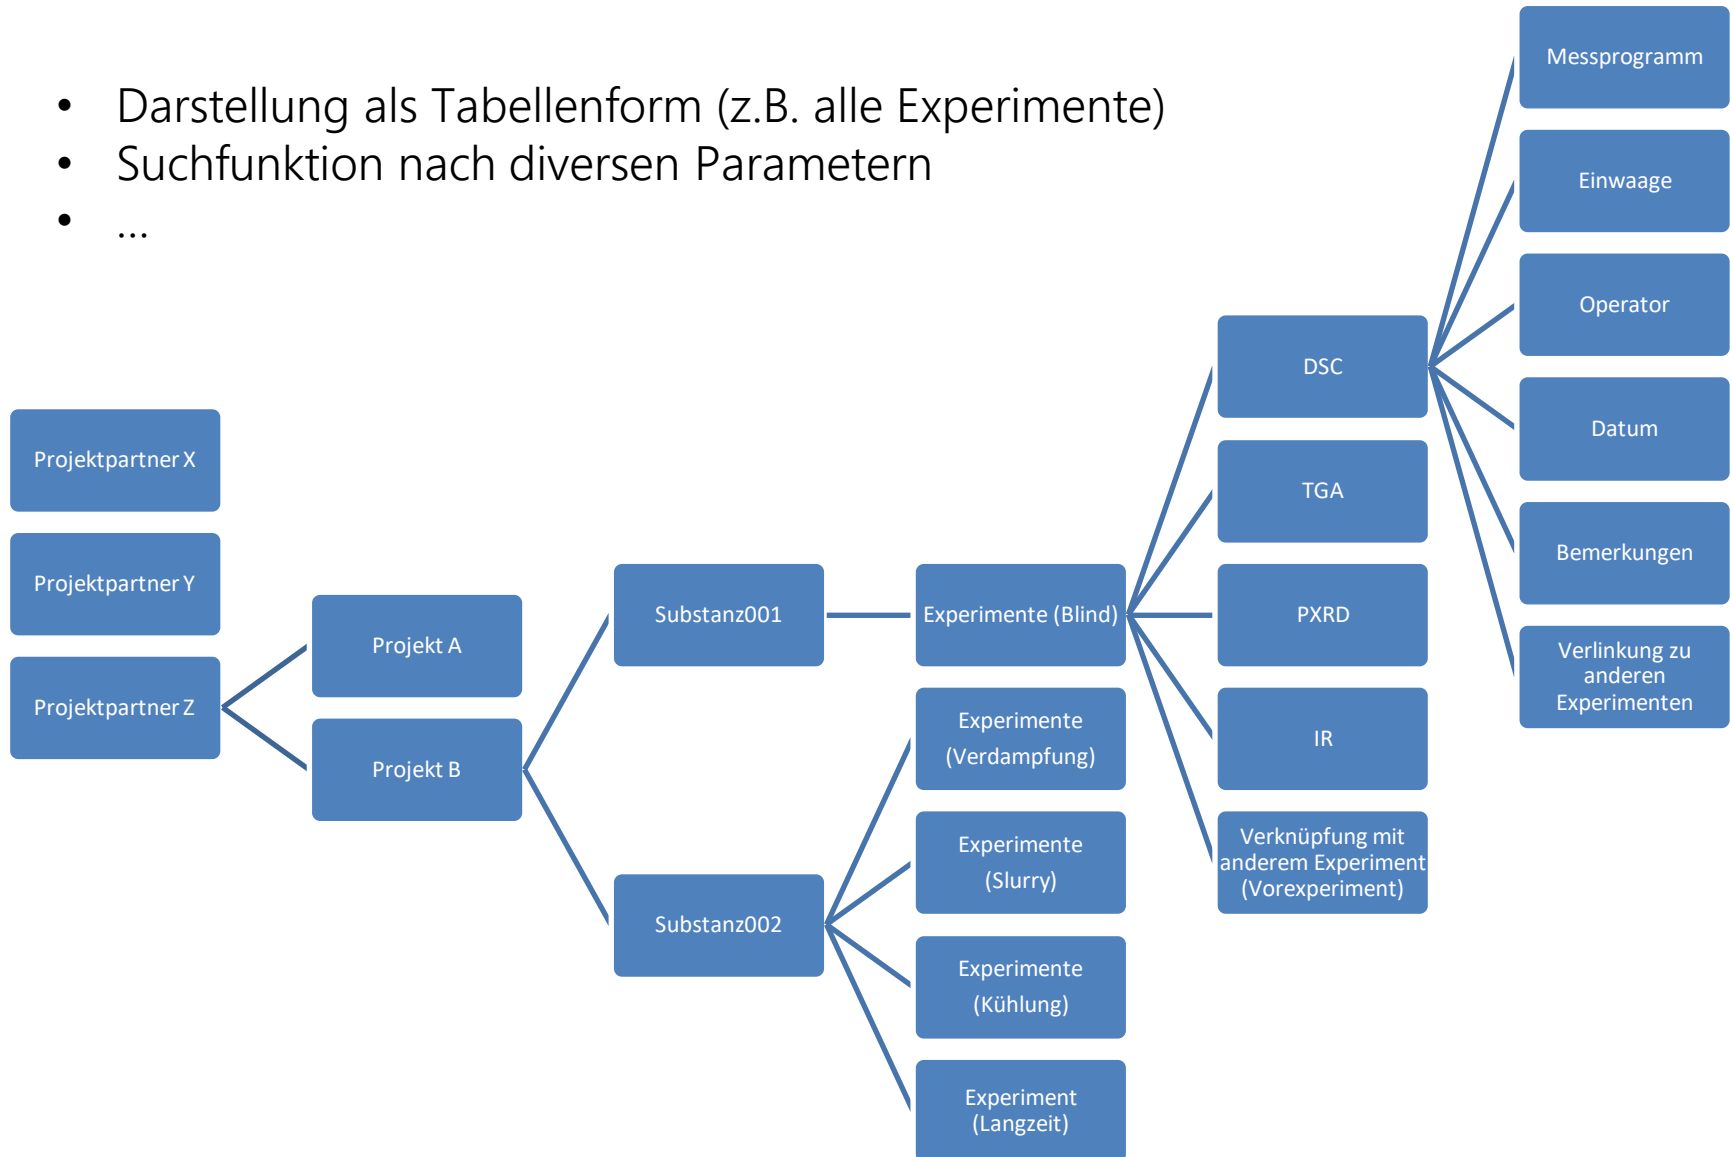 • Darstellung als Tabellenform (z.B. alle Experimente)
• Suchfunktion nach diversen Parametern
• ...
Projektpartner X
Projektpartner Y
Projektpartner Z
Projekt A
Projekt B
Substanz001
Substanz002
Experimente (Blind)
Experimente
(Verdampfung)
Experimente
(Slurry)
Experimente
(Kühlung)
Experiment
(Langzeit)
DSC
TGA
PXRD
IR
Verknüpfung mit
anderem Experiment
(Vorexperiment)
Messprogramm
Einwaage
Operator
Datum
Bemerkungen
Verlinkung zu
anderen
Experimenten